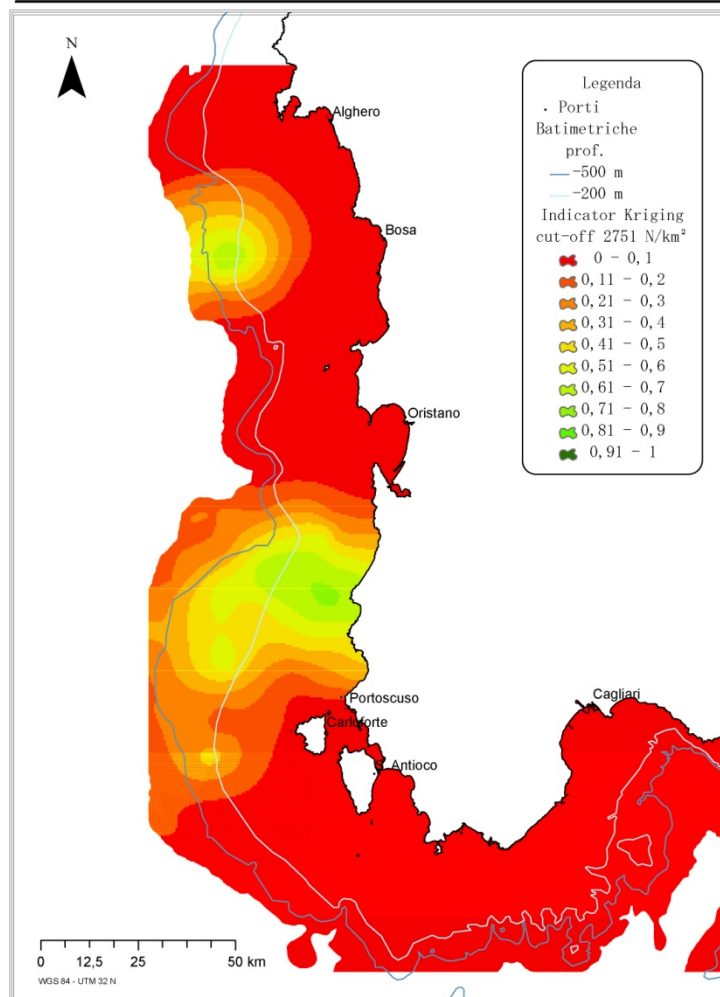 N
Legenda
. Porti
Batimetriche
prof.
-500 m
-200 m
Indicator Kriging
cut-off 2751 N/km²
0 - 0,1
0,11 - 0,2
0,21 - 0,3
0,31 - 0,4
0,41 - 0,5
0,51 - 0,6
0,61 - 0,7
0,71 - 0,8
0,81 - 0,9
0,91 - 1
Alghero
Bosa
Oristano
Portoscuso
Carloforte
Cagliari
Antioco
0 12,5 25 50 km
WGS 84 - UTM 32 N